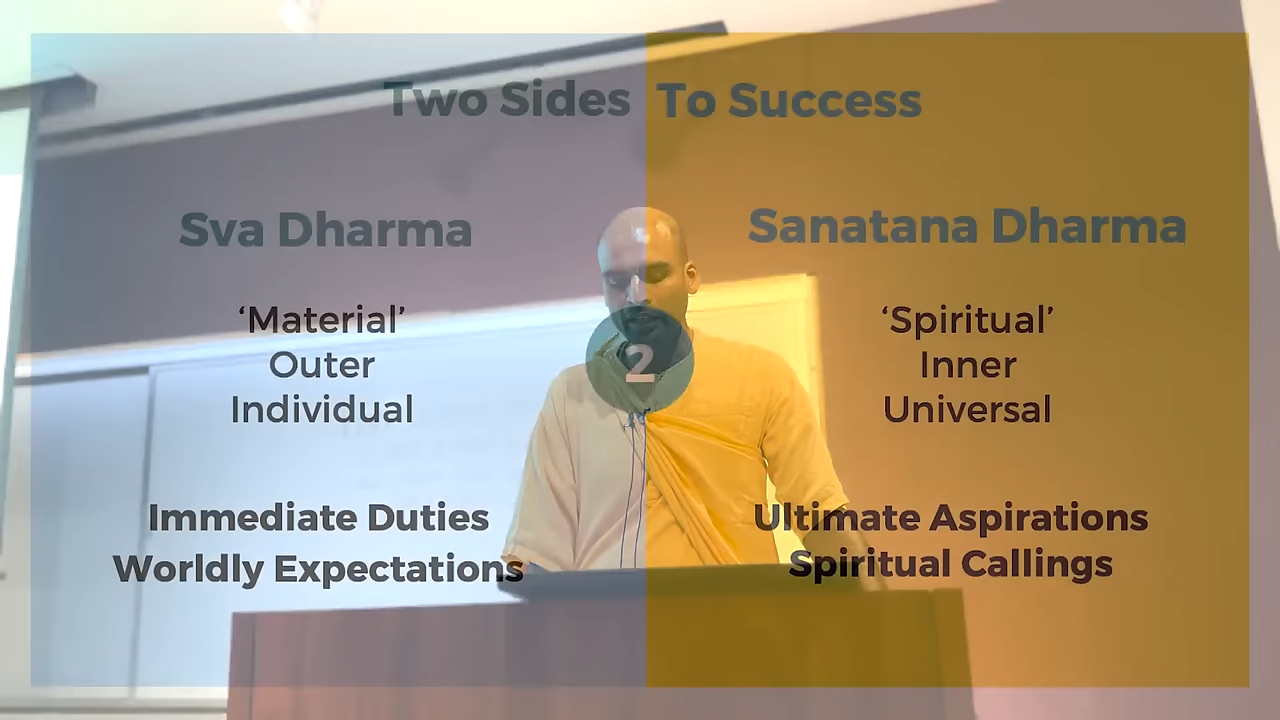 Two Sides To Success
Sva Dharma
‘Material’
Outer
Individual
Immediate Duties
Worldly Expectations
2
Sanatana Dharma
‘Spiritual’
Inner
Universal
Ultimate Aspirations
Spiritual Callings